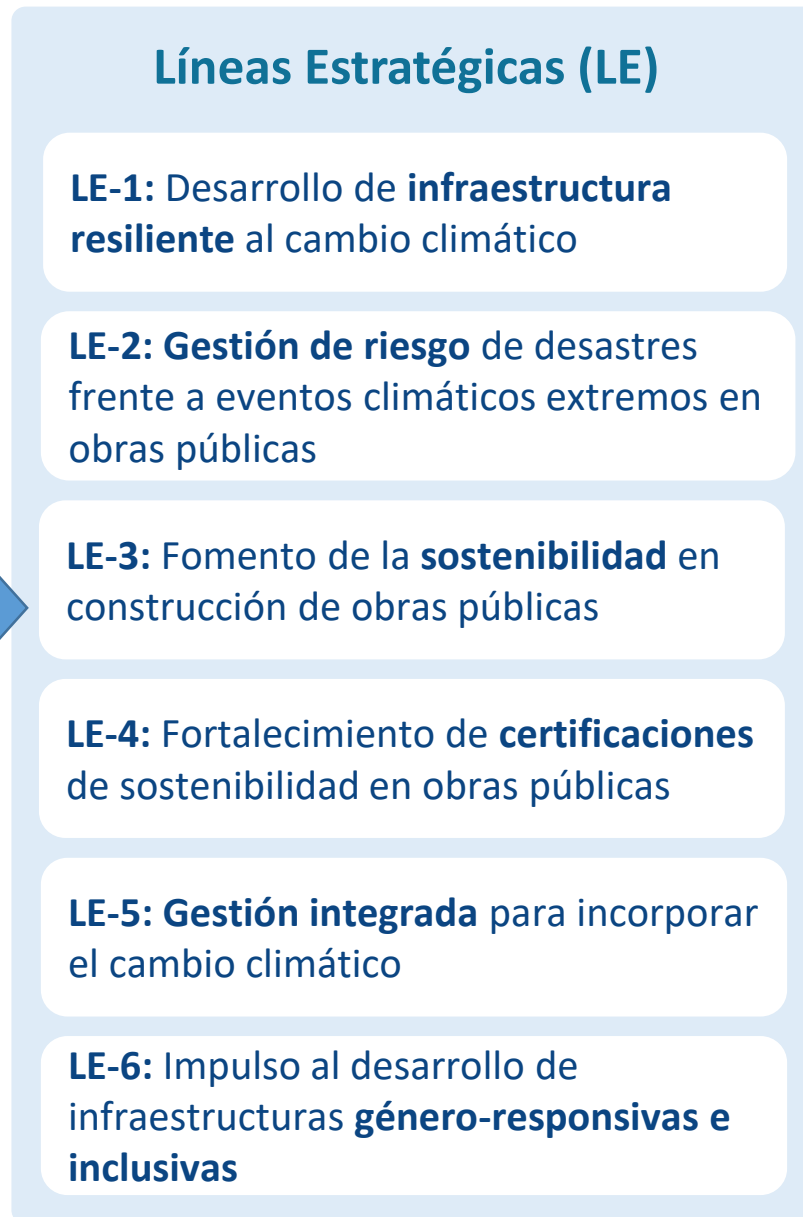 Líneas Estratégicas (LE)
LE-1: Desarrollo de infraestructura
resiliente al cambio climático
LE-2: Gestión de riesgo de desastres
frente a eventos climáticos extremos en
obras públicas
LE-3: Fomento de la sostenibilidad en
construcción de obras públicas
LE-4: Fortalecimiento de certificaciones
de sostenibilidad en obras públicas
LE-5: Gestión integrada para incorporar
el cambio climático
LE-6: Impulso al desarrollo de
infraestructuras género-responsivas e
inclusivas